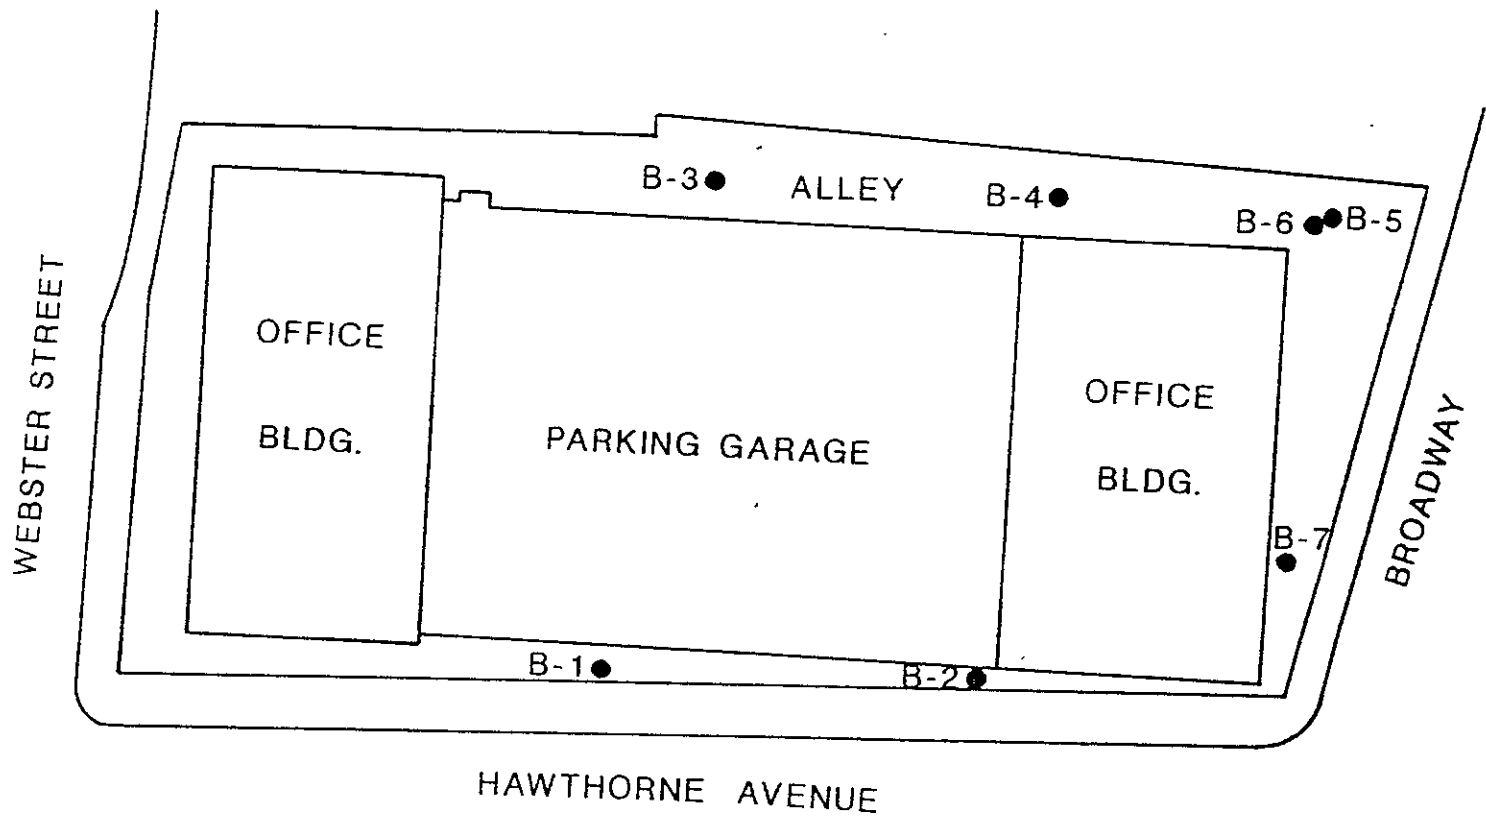 B-3
ALLEY
B-4
B-6
B-5
WEBSTER STREET
OFFICE
BLDG.
PARKING GARAGE
OFFICE
BLDG.
BROADWAY
B-7
B-1
B-2
HAWTHORNE AVENUE